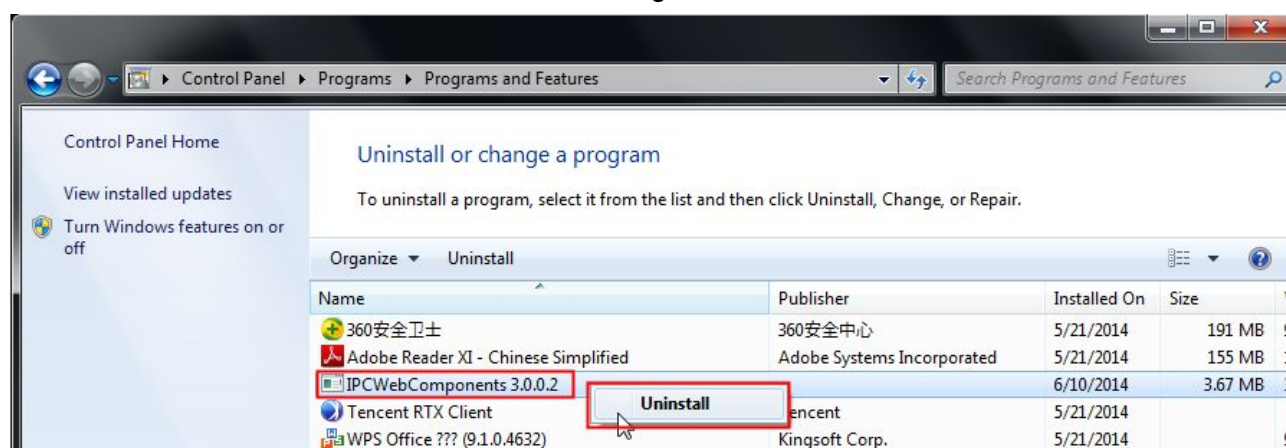 Control Panel Programs Programs and Features Search Programs and Features
Control Panel Home
View installed updates
Turn Windows features on or
off
Uninstall or change a program
To uninstall a program, select it from the list and then click Uninstall, Change, or Repair.
Organize Uninstall
Name Publisher Installed On Size
360安全卫士 360安全中心 5/21/2014 191 MB
Adobe Reader XI - Chinese Simplified Adobe Systems Incorporated 5/21/2014 155 MB
IPCWebComponents 3.0.0.2 6/10/2014 3.67 MB
Uninstall
Tencent RTX Client encent 5/21/2014
WPS Office ??? (9.1.0.4632) Kingsoft Corp. 5/21/2014